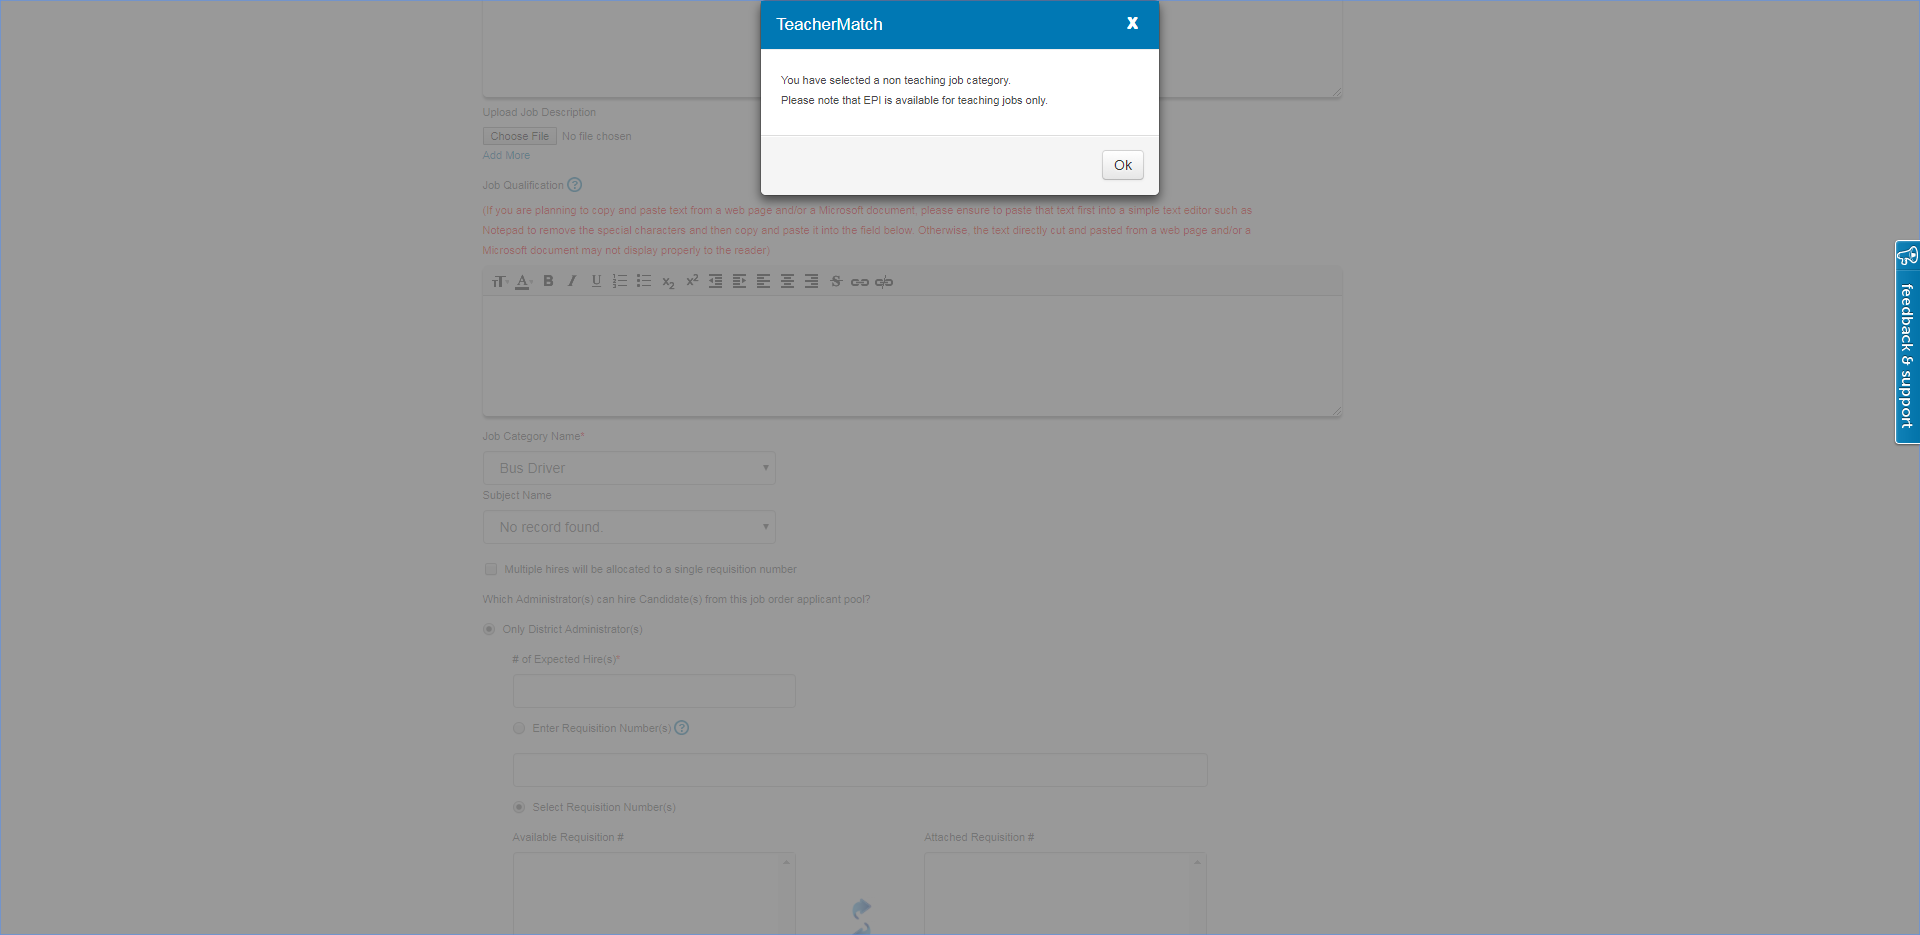 TeacherMatch
x
You have selected a non teaching job category.
Please note that EPI is available for teaching jobs only.
Ok
Upload Job Description
Choose File No file chosen
Add More
Job Qualification ?
(If you are planning to copy and paste text from a web page and/or a Microsoft document, please ensure to paste that text first into a simple text editor such as
Notepad to remove the special characters and then copy and paste it into the field below. Otherwise, the text directly cut and pasted from a web page and/or a
Microsoft document may not display properly to the reader)
TT A B I U x2 x2 S
Job Category Name*
Bus Driver
Subject Name
No record found.
Multiple hires will be allocated to a single requisition number
Which Administrator(s) can hire Candidate(s) from this job order applicant pool?
Only District Administrator(s)
# of Expected Hire(s)*
Enter Requisition Number(s) ?
Select Requisition Number(s)
Available Requisition # Attached Requisition #
feedback & support